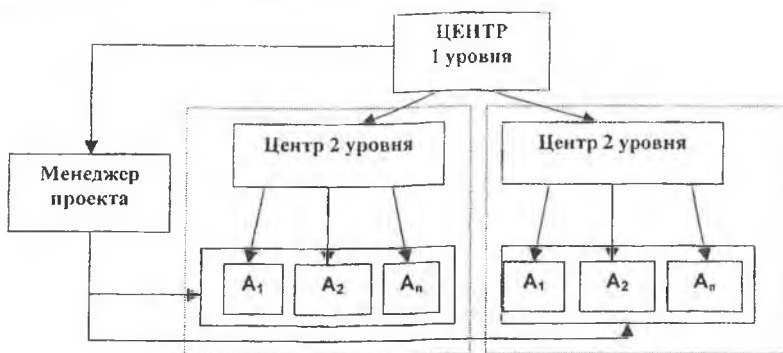 ЦЕНТР
1 уровня
Центр 2 уровня
Центр 2 уровня
Менеджер
проекта
A₁ A₂ Aₙ
A₁ A₂ Aₙ